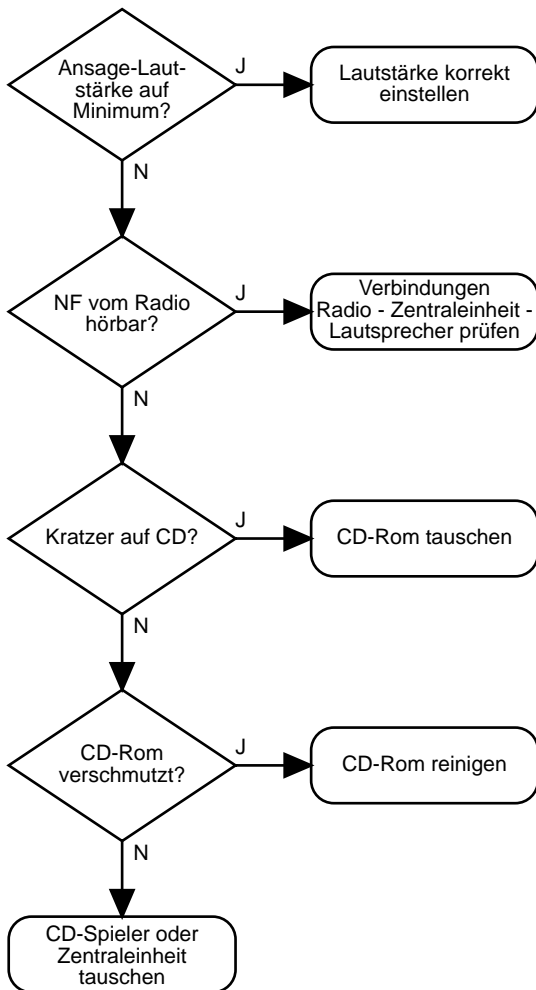 Ansage-Laut-
stärke auf
Minimum?
J
Lautstärke korrekt
einstellen
N
NF vom Radio
hörbar?
J
Verbindungen
Radio - Zentraleinheit -
Lautsprecher prüfen
N
Kratzer auf CD?
J
CD-Rom tauschen
N
CD-Rom
verschmutzt?
J
CD-Rom reinigen
N
CD-Spieler oder
Zentraleinheit
tauschen